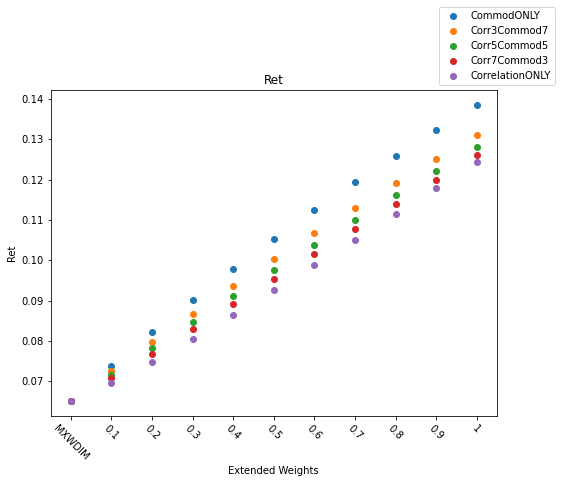 CommodONLY
Corr3Commod7
Corr5Commod5
Corr7Commod3
CorrelationONLY
Ret
0.14
0.13
0.12
0.11
0.10
0.09
0.08
0.07
Ret
MXWDIM
0.1
0.2
0.3
0.4
0.5
0.6
0.7
0.8
0.9
1
Extended Weights